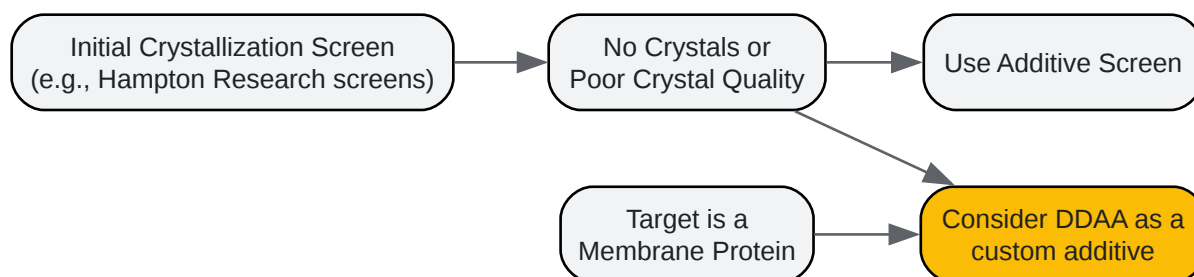 Initial Crystallization Screen
(e.g., Hampton Research screens)
No Crystals or
Poor Crystal Quality
Use Additive Screen
Target is a
Membrane Protein
Consider DDAA as a
custom additive